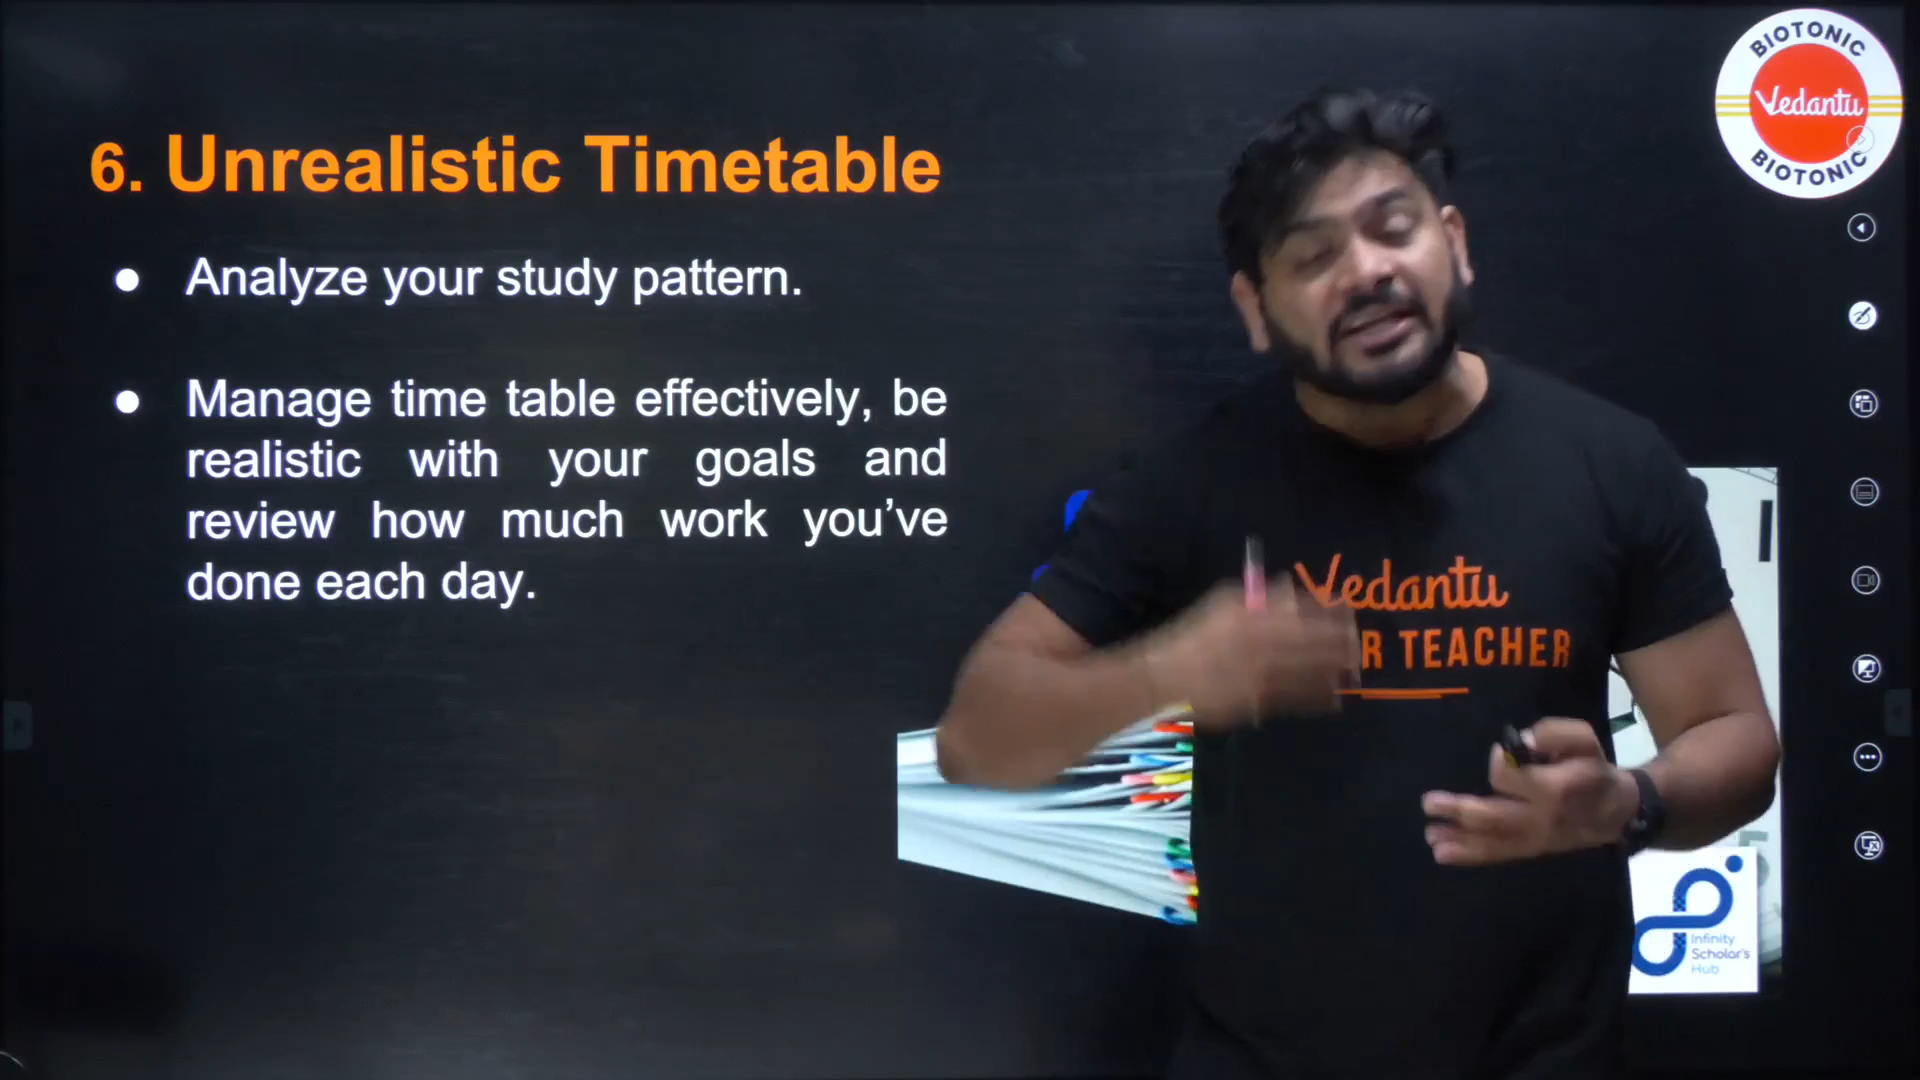 BIOTONIC
Vedantu
BIOTONIC
6. Unrealistic Timetable
● Analyze your study pattern.
● Manage time table effectively, be
realistic with your goals and
review how much work you’ve
done each day.
Vedantu
R TEACHER
Infinity
Scholar's
Hub